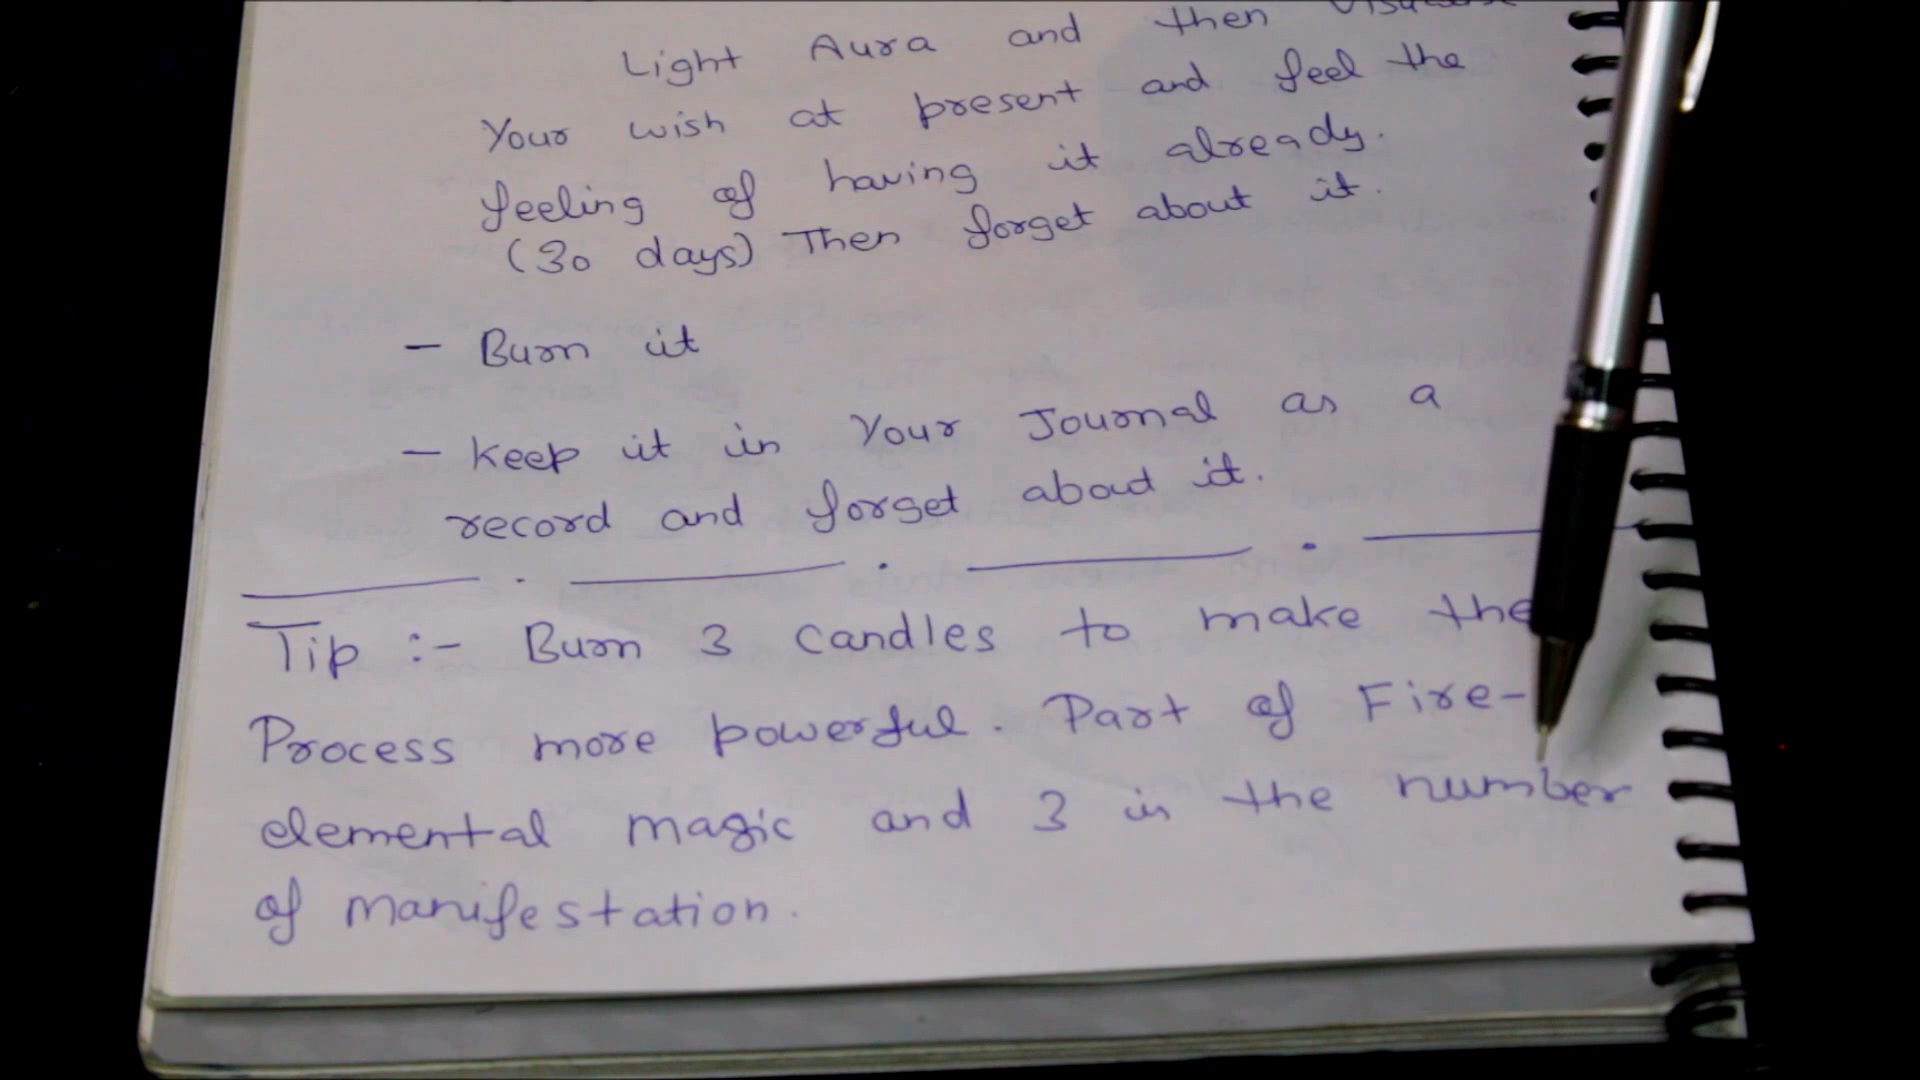 Light Aura and then
Your wish at present and feel the
feeling of having it already.
(30 days) Then forget about it.
- Burn it
- Keep it in Your Journal as a
record and forget about it.
Tip :- Burn 3 candles to make the
Process more powerful. Part of Fire-
elemental magic and 3 is the number
of manifestation.